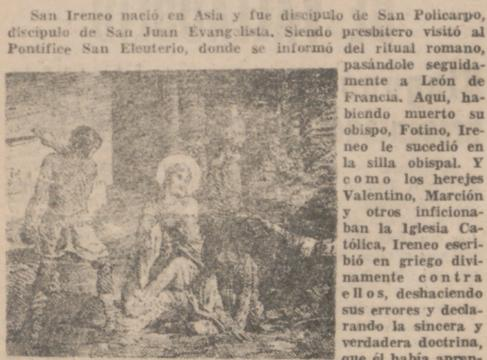 San Ireneo nació en Asia y fue discípulo de San Policarpo,
discípulo de San Juan Evangelista. Siendo presbítero visitó al
Pontífice San Eleuterio, donde se informó del ritual romano,
pasándole seguida-
mente a León de
Francia. Aquí, ha-
biendo muerto su
obispo, Fotino, Ire-
neo le sucedió en
la silla obispal. Y
como los herejes
Valentino, Marción
y otros inficiona-
ban la Iglesia Ca-
tólica, Ireneo escri-
bió en griego divi-
namente contra
ellos, deshaciendo
sus errores y decla-
rando la sincera y
verdadera doctrina,
que él había apren-